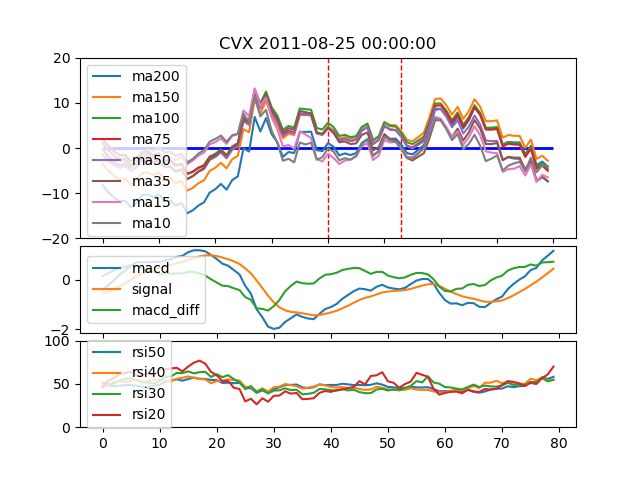 CVX 2011-08-25 00:00:00
20
10
0
−10
−20
ma200
ma150
ma100
ma75
ma50
ma35
ma15
ma10
0
−2
macd
signal
macd_diff
100
50
0
rsi50
rsi40
rsi30
rsi20
0 10 20 30 40 50 60 70 80